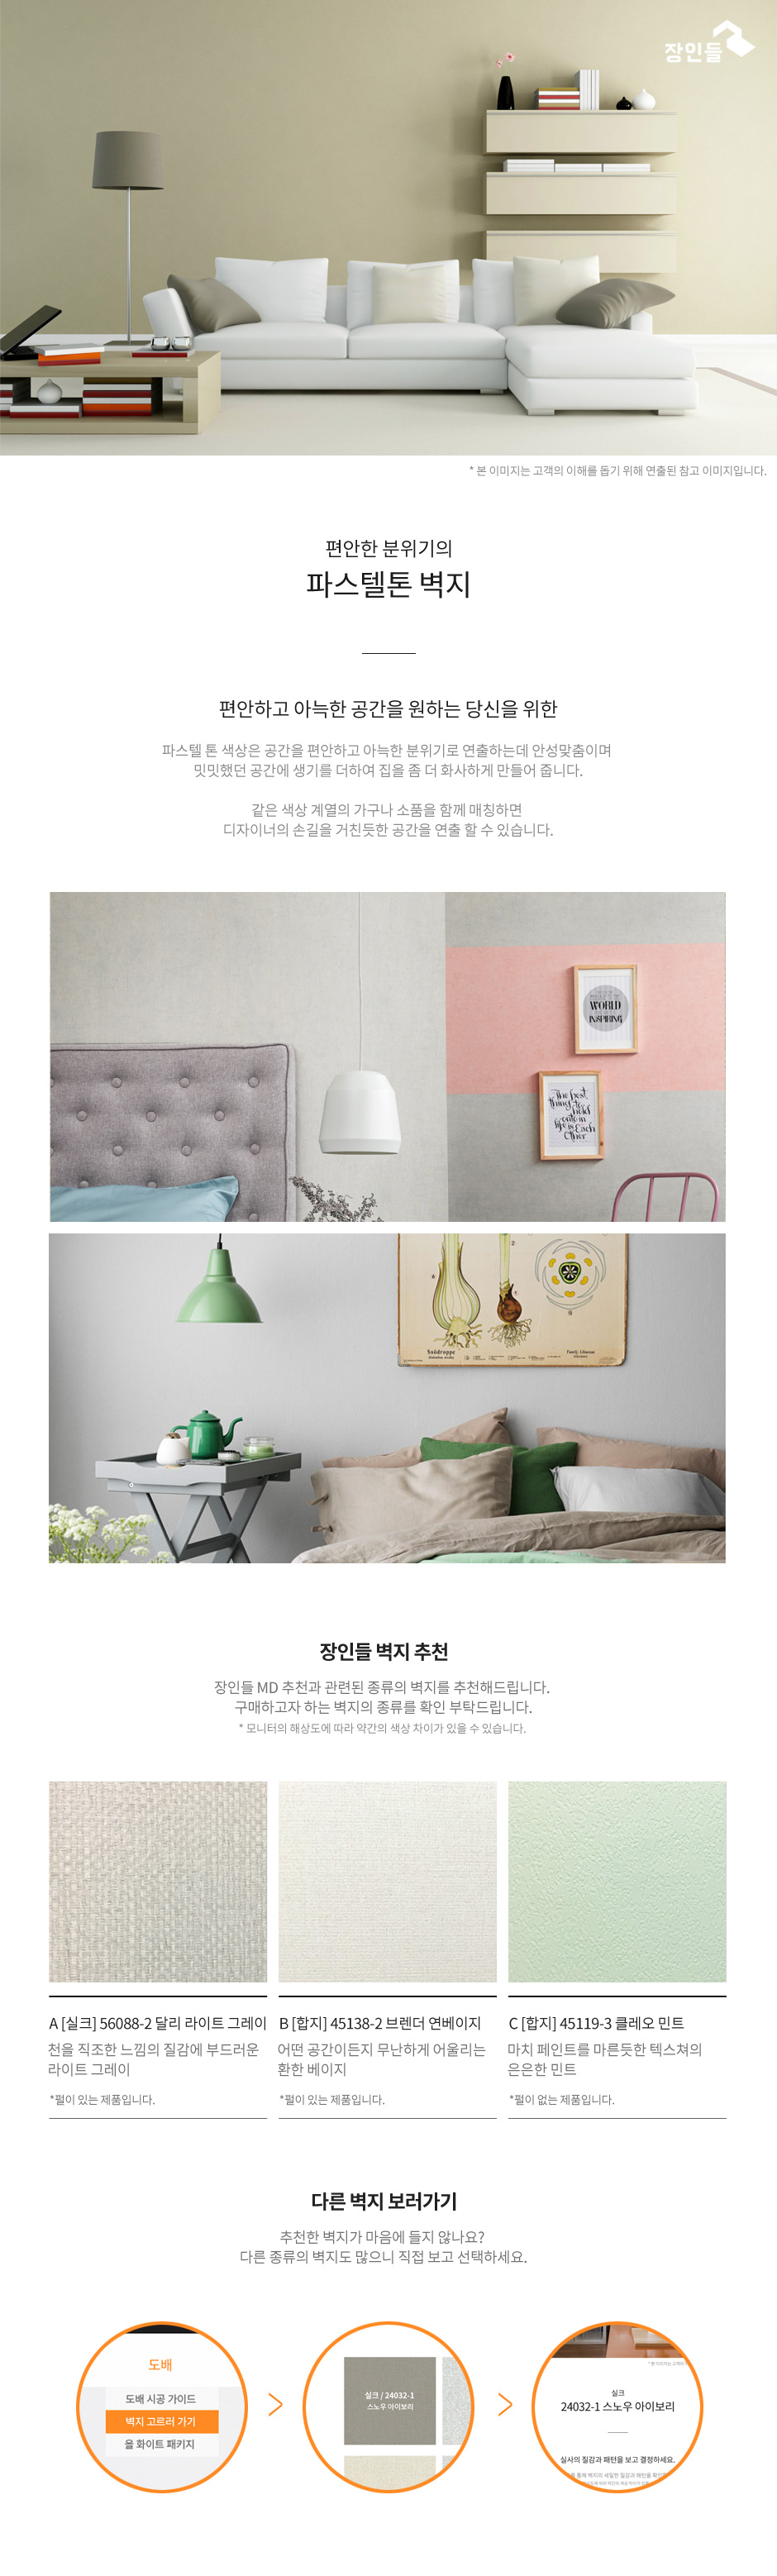 장인들
* 본 이미지는 고객의 이해를 돕기 위해 연출된 참고 이미지입니다.
편안한 분위기의
파스텔톤 벽지
편안하고 아늑한 공간을 원하는 당신을 위한
파스텔 톤 색상은 공간을 편안하고 아늑한 분위기로 연출하는데 안성맞춤이며
밋밋했던 공간에 생기를 더하여 집을 좀 더 화사하게 만들어 줍니다.
같은 색상 계열의 가구나 소품을 함께 매칭하면
디자이너의 손길을 거친듯한 공간을 연출 할 수 있습니다.
WORLD
INSPIRING
The best
thing to
hold
onto in
life is Each
Other
장인들 벽지 추천
장인들 MD 추천과 관련된 종류의 벽지를 추천해드립니다.
구매하고자 하는 벽지의 종류를 확인 부탁드립니다.
* 모니터의 해상도에 따라 약간의 색상 차이가 있을 수 있습니다.
A [실크] 56088-2 달리 라이트 그레이
천을 직조한 느낌의 질감에 부드러운
라이트 그레이
*펄이 있는 제품입니다.
B [합지] 45138-2 브렌더 연베이지
어떤 공간이든지 무난하게 어울리는
환한 베이지
*펄이 있는 제품입니다.
C [합지] 45119-3 클레오 민트
마치 페인트를 마른듯한 텍스쳐의
은은한 민트
*펄이 없는 제품입니다.
다른 벽지 보러가기
추천한 벽지가 마음에 들지 않나요?
다른 종류의 벽지도 많으니 직접 보고 선택하세요.
도배
도배 시공 가이드
벽지 고르러 가기
올 화이트 패키지
>
실크 / 24032-1
스노우 아이보리
>
실크
24032-1 스노우 아이보리
실사의 질감과 패턴을 보고 결정하세요.